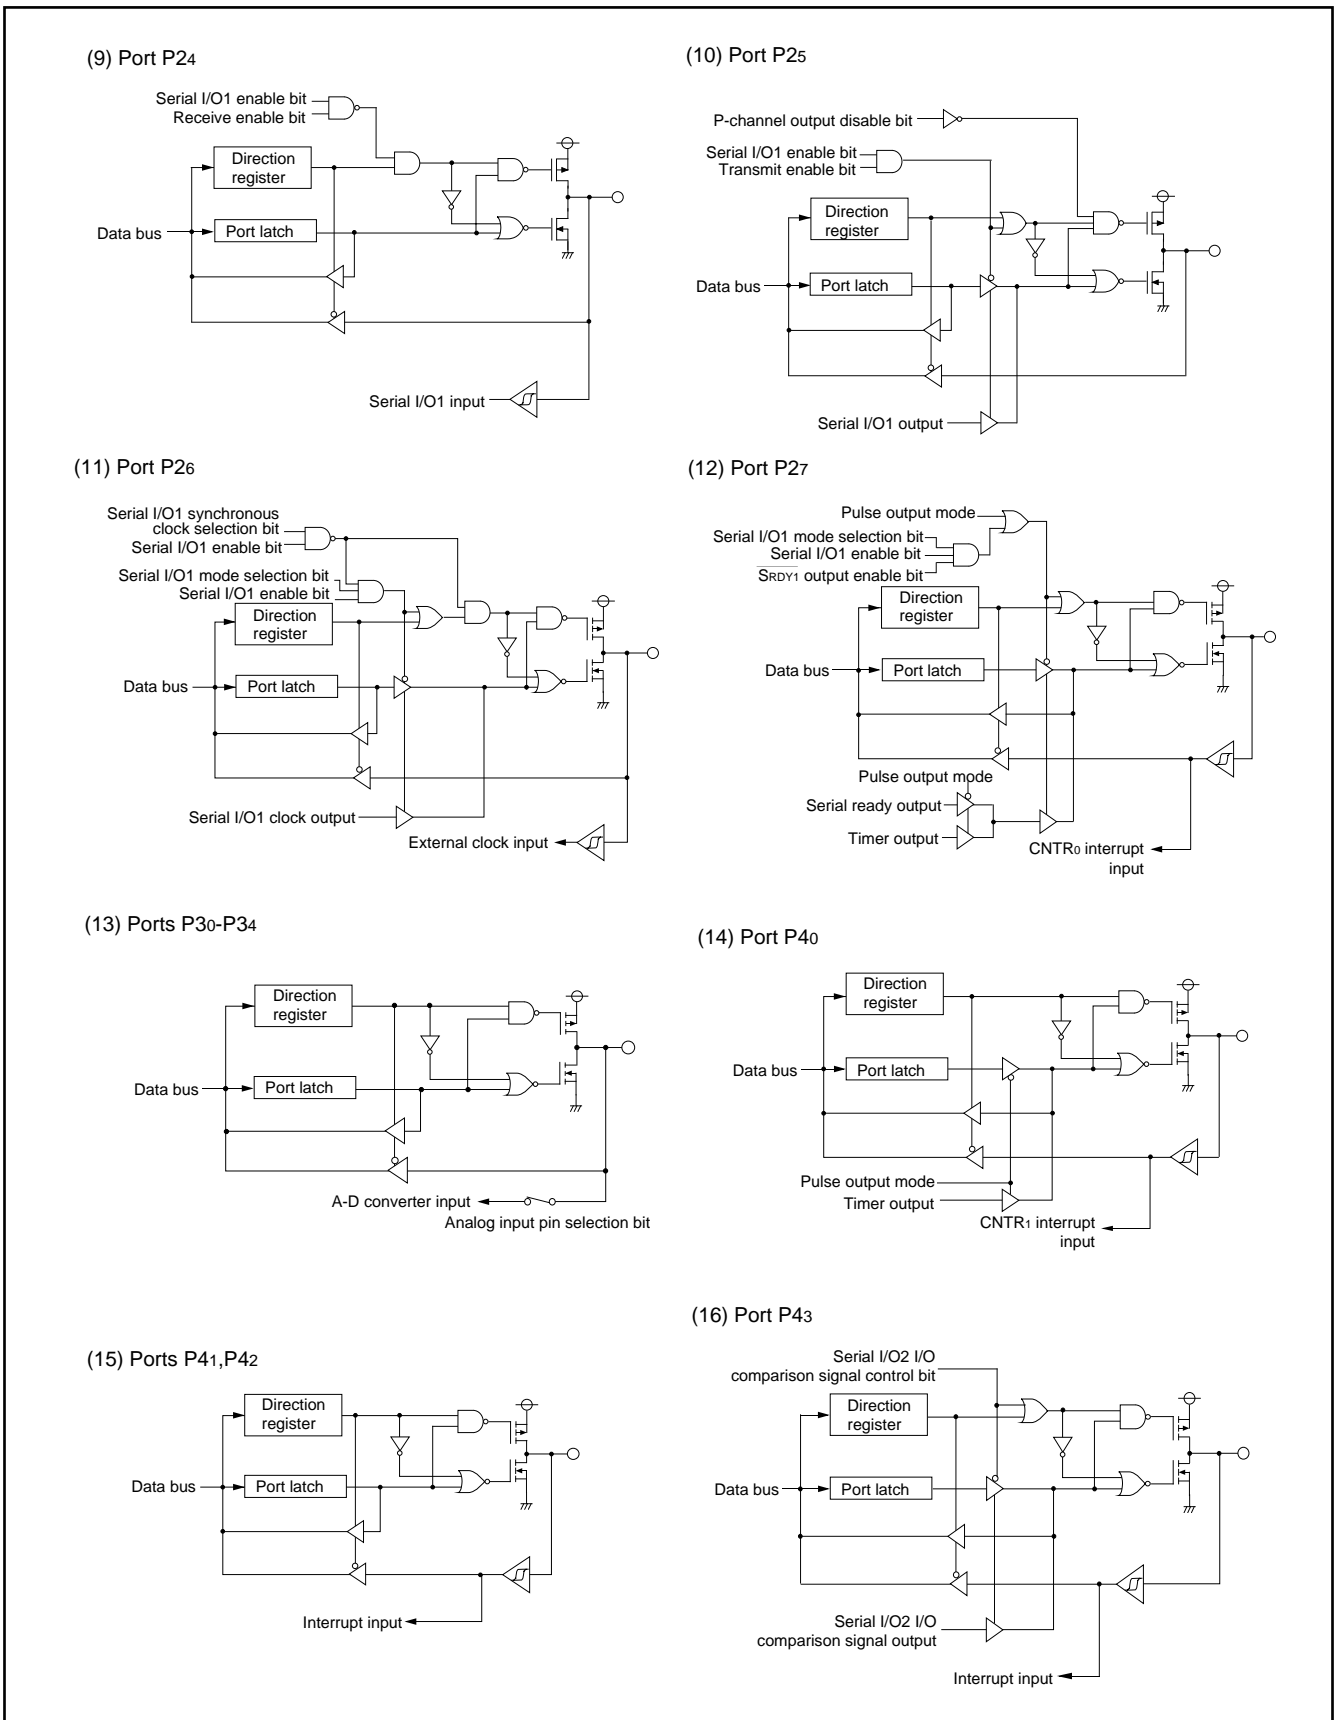 (9) Port P24
Serial I/O1 enable bit
Receive enable bit
Direction
register
Data bus
Port latch
Serial I/O1 input
(10) Port P25
P-channel output disable bit
Serial I/O1 enable bit
Transmit enable bit
Direction
register
Data bus
Port latch
Serial I/O1 output
(11) Port P26
Serial I/O1 synchronous
clock selection bit
Serial I/O1 enable bit
Serial I/O1 mode selection bit
Serial I/O1 enable bit
Direction
register
Data bus
Port latch
Serial I/O1 clock output
External clock input
(12) Port P27
Pulse output mode
Serial I/O1 mode selection bit
Serial I/O1 enable bit
SRDY1 output enable bit
Direction
register
Data bus
Port latch
Pulse output mode
Serial ready output
Timer output
CNTR0 interrupt
input
(13) Ports P30-P34
Direction
register
Data bus
Port latch
A-D converter input
Analog input pin selection bit
(14) Port P40
Direction
register
Data bus
Port latch
Pulse output mode
Timer output
CNTR1 interrupt
input
(15) Ports P41,P42
Direction
register
Data bus
Port latch
Interrupt input
(16) Port P43
Serial I/O2 I/O
comparison signal control bit
Direction
register
Data bus
Port latch
Serial I/O2 I/O
comparison signal output
Interrupt input